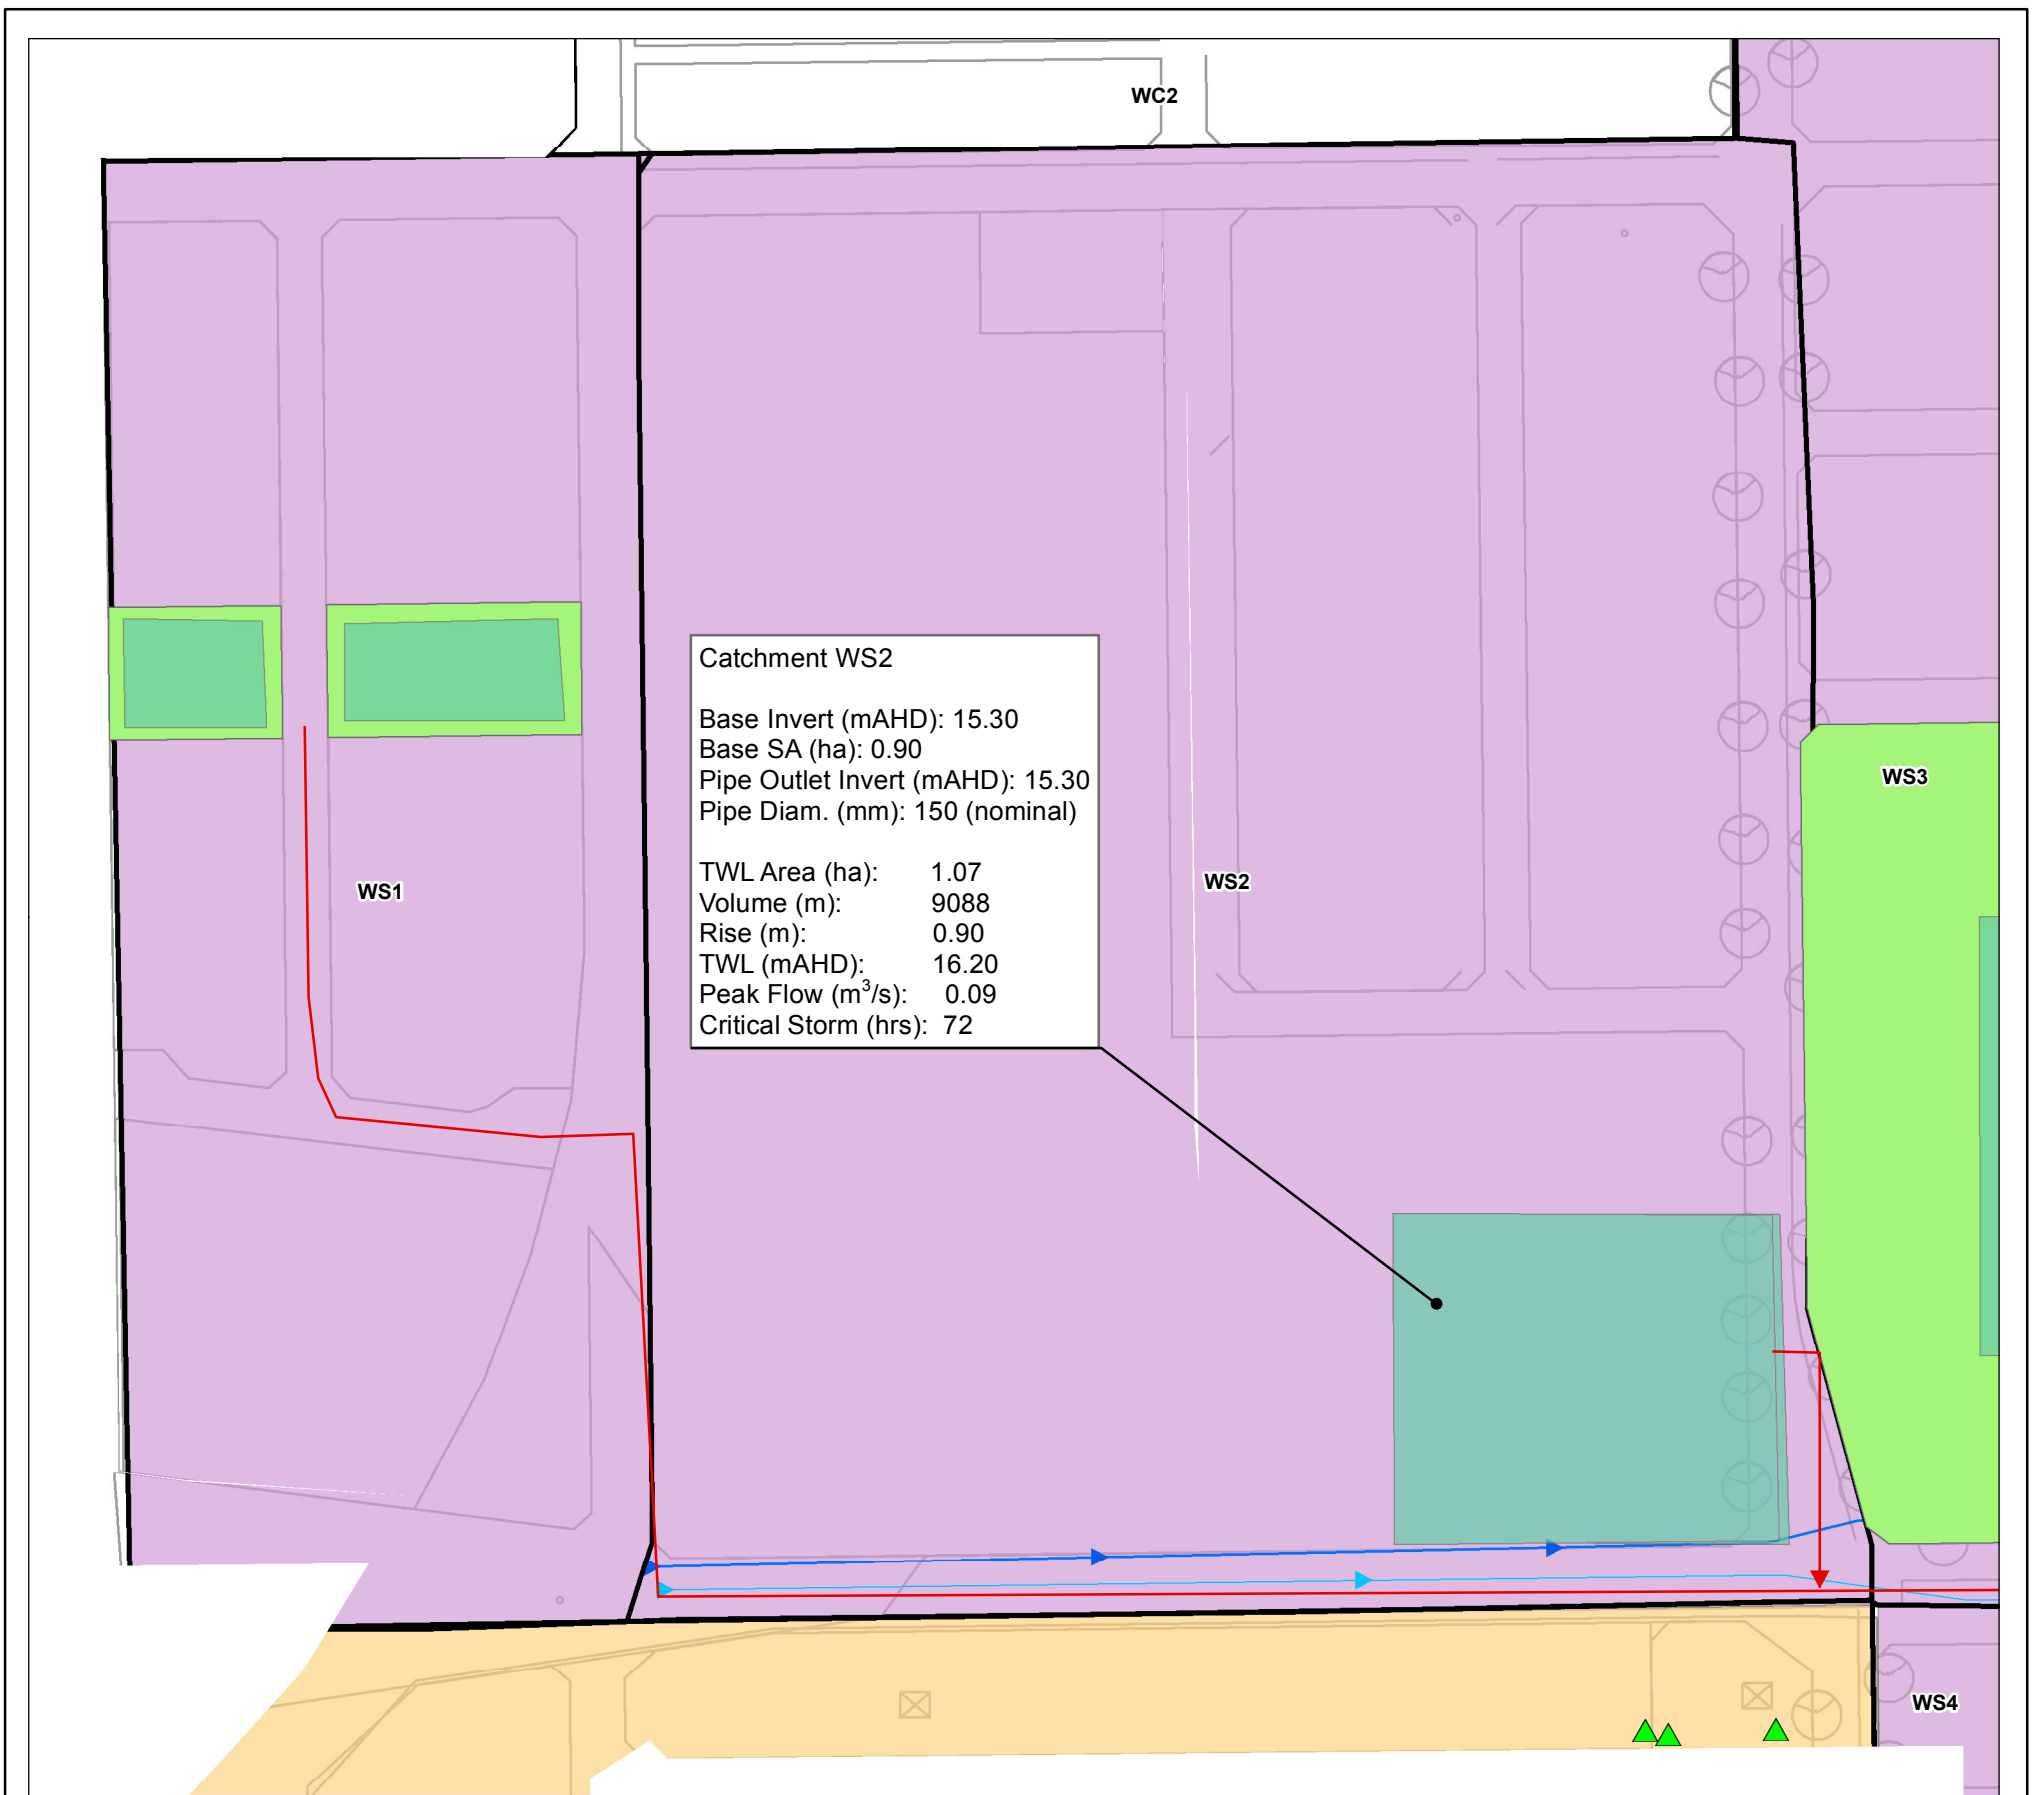 WC2
Catchment WS2
Base Invert (mAHD): 15.30
Base SA (ha): 0.90
Pipe Outlet Invert (mAHD): 15.30
Pipe Diam. (mm): 150 (nominal)
TWL Area (ha): 1.07
Volume (m): 9088
Rise (m): 0.90
TWL (mAHD): 16.20
Peak Flow (m³/s): 0.09
Critical Storm (hrs): 72
WS3
WS1
WS2
WS4